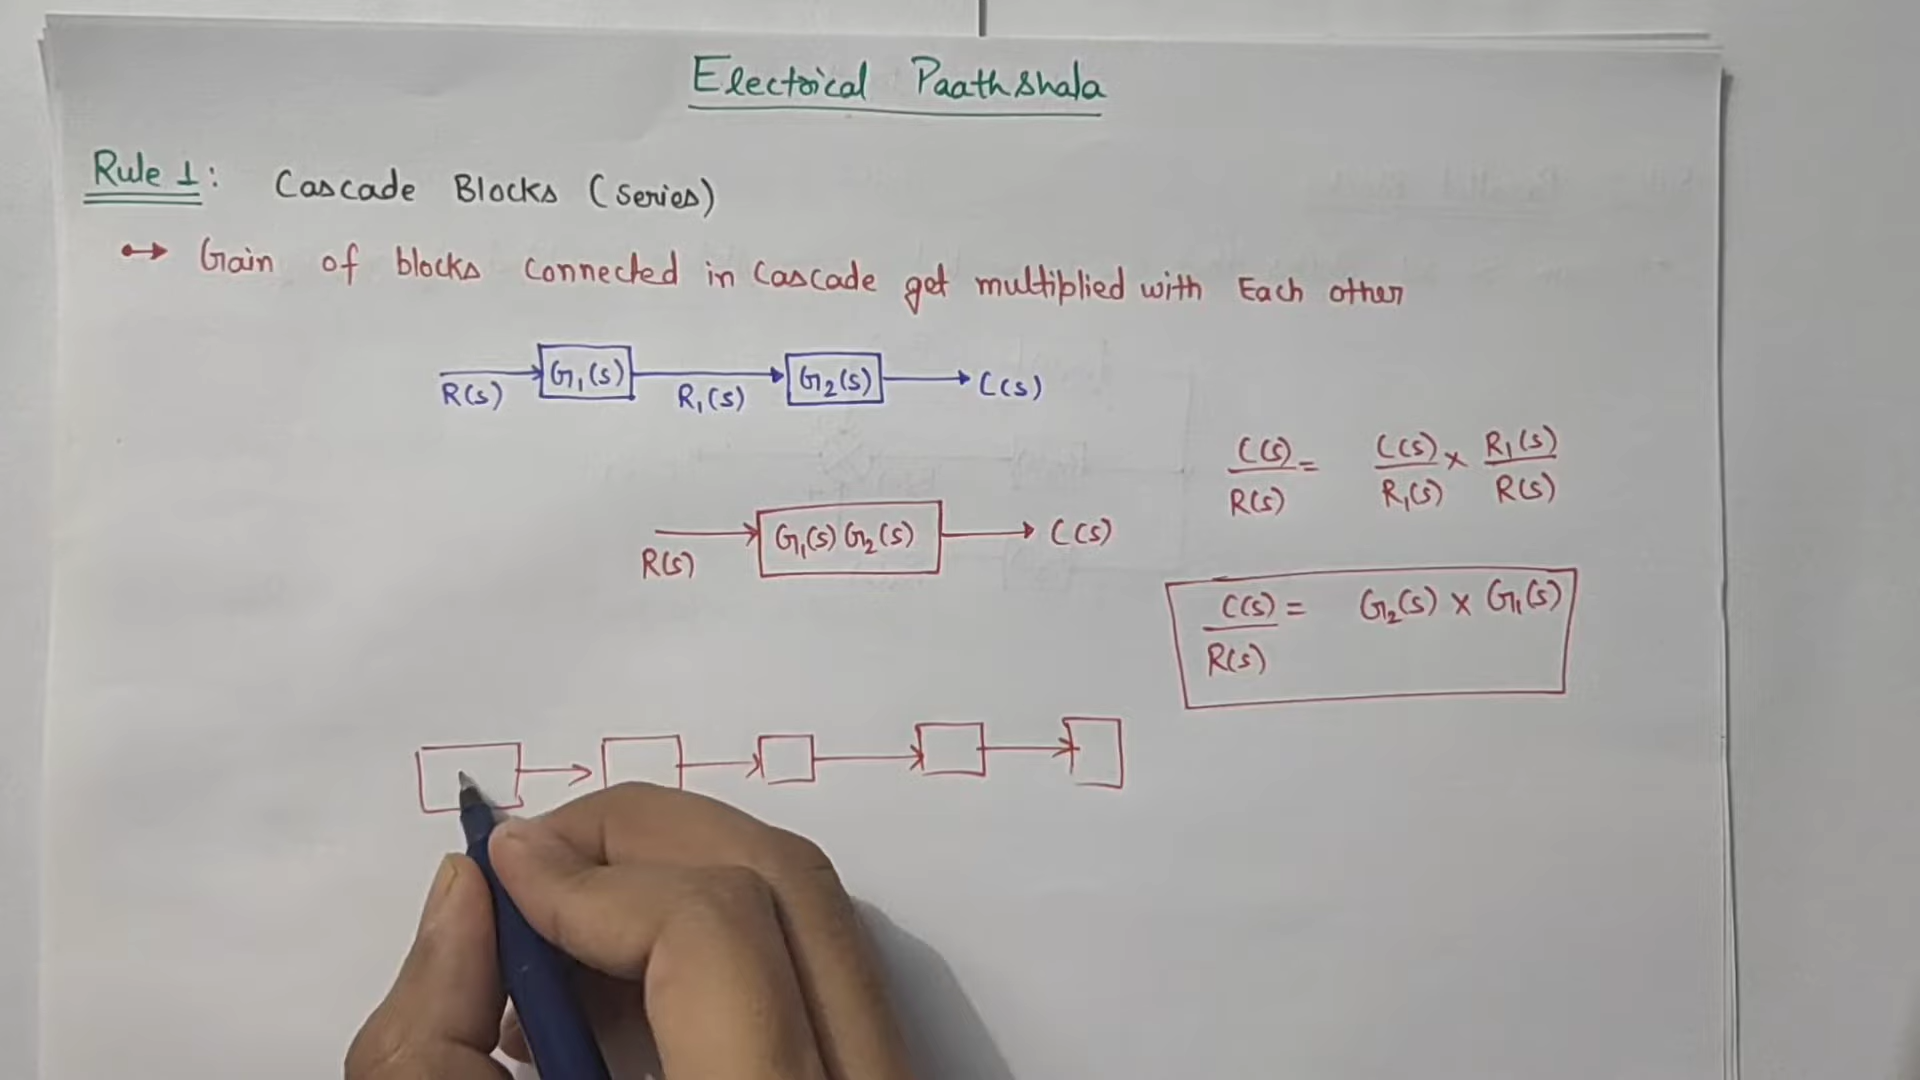 Electrical Paathshala
Rule 1: Cascade Blocks (series)
Gain of blocks connected in cascade get multiplied with Each other
R(s) G₁(s) R₁(s) G₂(s) C(s)
R(s) G₁(s) G₂(s) C(s)
C(s)/R(s) = C(s)/R₁(s) × R₁(s)/R(s)
C(s)/R(s) = G₂(s) × G₁(s)